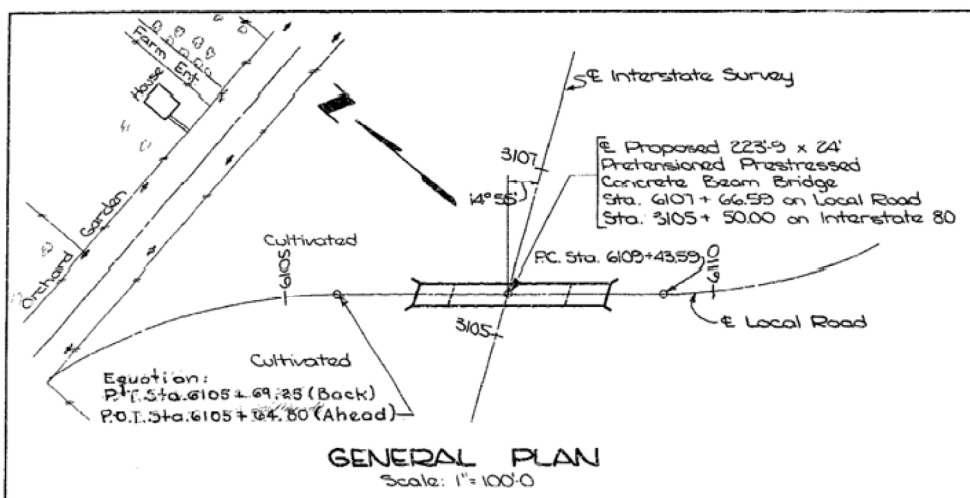 Farm Ent.
House
Orchard Garden
℄ Interstate Survey
3107
14°55'
℄ Proposed 223'-9 x 24'
Pretensioned Prestressed
Concrete Beam Bridge
Sta. 6107 + 66.59 on Local Road
Sta. 3105 + 50.00 on Interstate 80
Cultivated
6105
P.C. Sta. 6109+43.59
6110
3105
℄ Local Road
Cultivated
Equation:
P.T. Sta. 6105 + 69.25 (Back)
P.O.T. Sta. 6105 + 64.80 (Ahead)
GENERAL PLAN
Scale: 1"= 100'-0